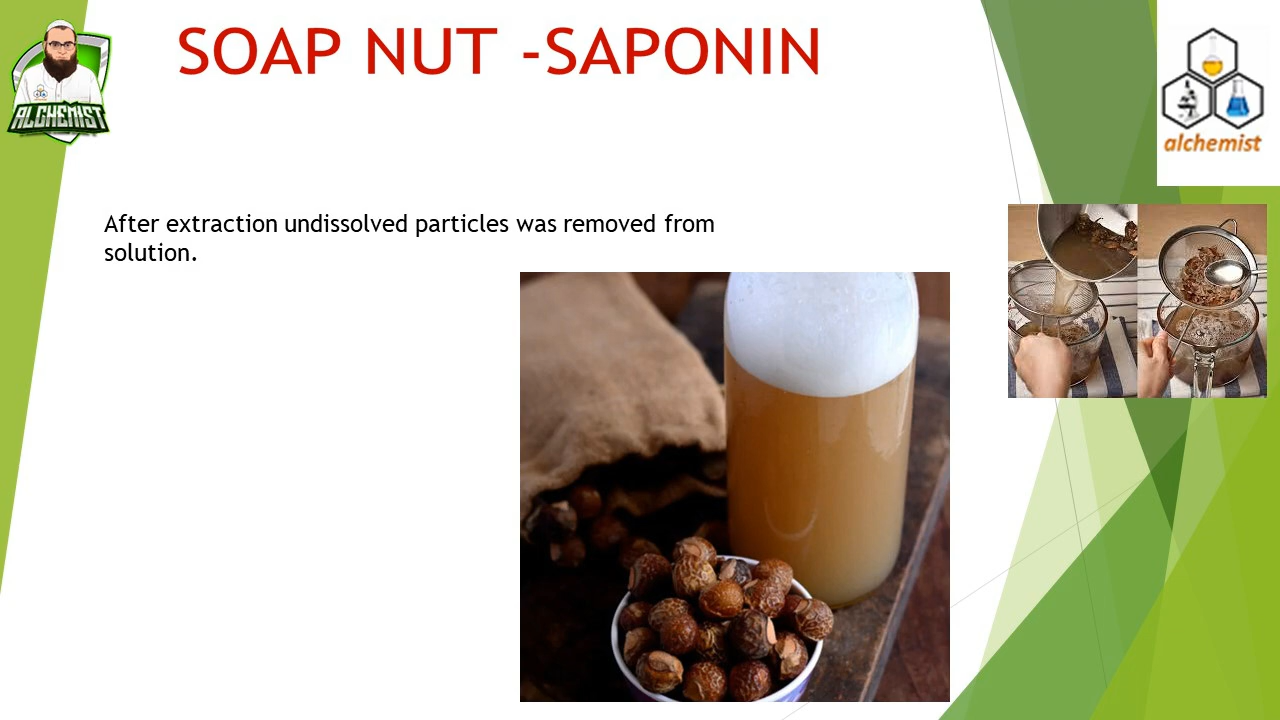 SOAP NUT -SAPONIN
ALCHEMIST
alchemist
After extraction undissolved particles was removed from
solution.